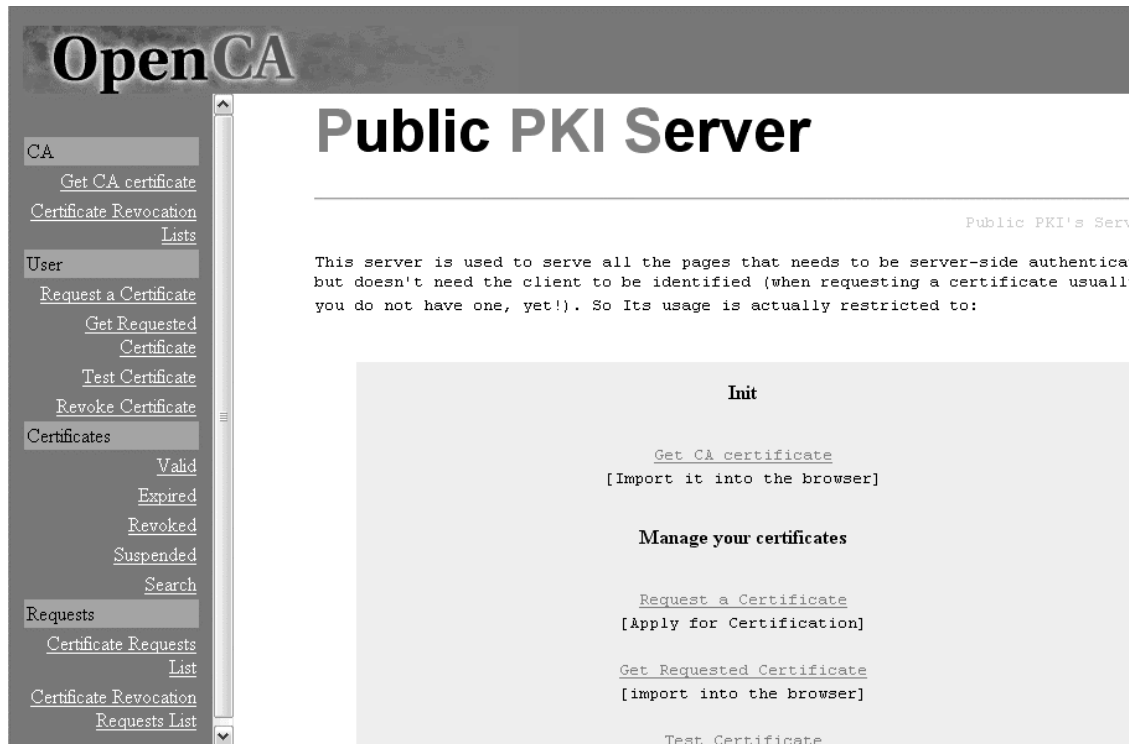 OpenCA
CA
Get CA certificate
Certificate Revocation
Lists
User
Request a Certificate
Get Requested
Certificate
Test Certificate
Revoke Certificate
Certificates
Valid
Expired
Revoked
Suspended
Search
Requests
Certificate Requests
List
Certificate Revocation
Requests List
Public PKI Server
Public PKI's Serv
This server is used to serve all the pages that needs to be server-side authentica
but doesn't need the client to be identified (when requesting a certificate usuall
you do not have one, yet!). So Its usage is actually restricted to:
Init
Get CA certificate
[Import it into the browser]
Manage your certificates
Request a Certificate
[Apply for Certification]
Get Requested Certificate
[import into the browser]
Test Certificate